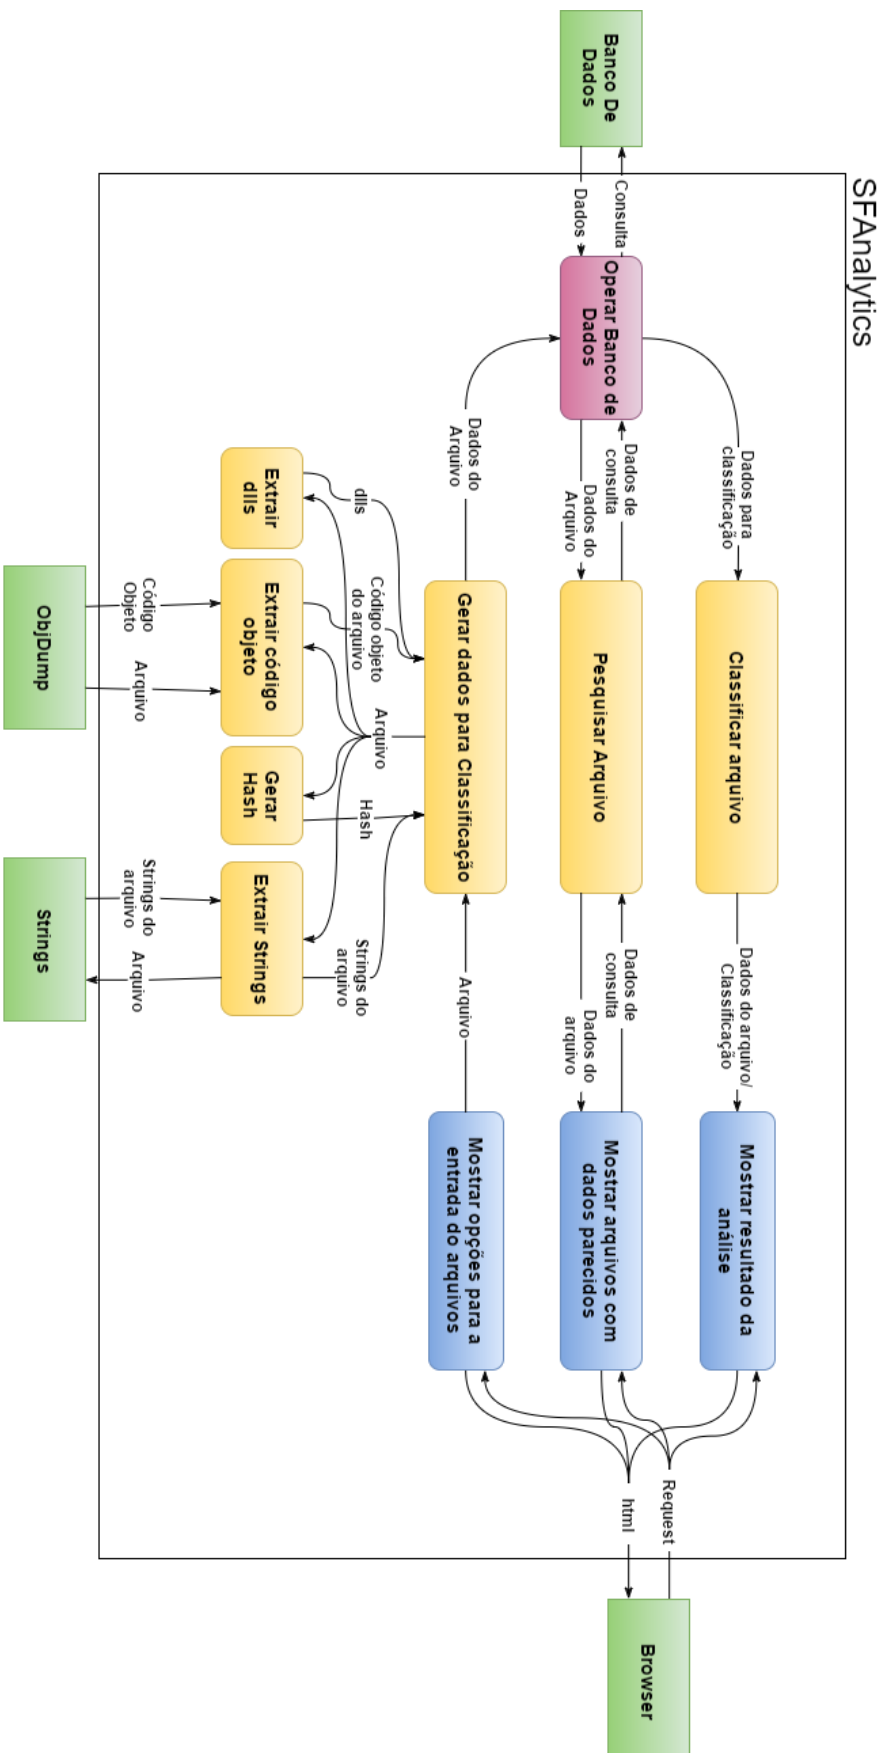 SFAnalytics
Dados para
classificação
Classificar arquivo
Dados do arquivo/
Classificação
Mostrar resultado da
análise
Banco De
Dados
Consulta
Dados
Operar Banco de
Dados
Dados de
consulta
Dados do
Arquivo
Pesquisar Arquivo
Dados de
consulta
Dados do
arquivo
Mostrar arquivos com
dados parecidos
Request
html
Browser
Dados do
Arquivo
Gerar dados para Classificação
Arquivo
Mostrar opções para a
entrada do arquivos
dlls
Código objeto
do arquivo
Arquivo
Hash
Strings do
arquivo
Extrair
dlls
Extrair código
objeto
Gerar
Hash
Extrair Strings
Código
Objeto
Arquivo
Strings do
arquivo
Arquivo
ObjDump
Strings